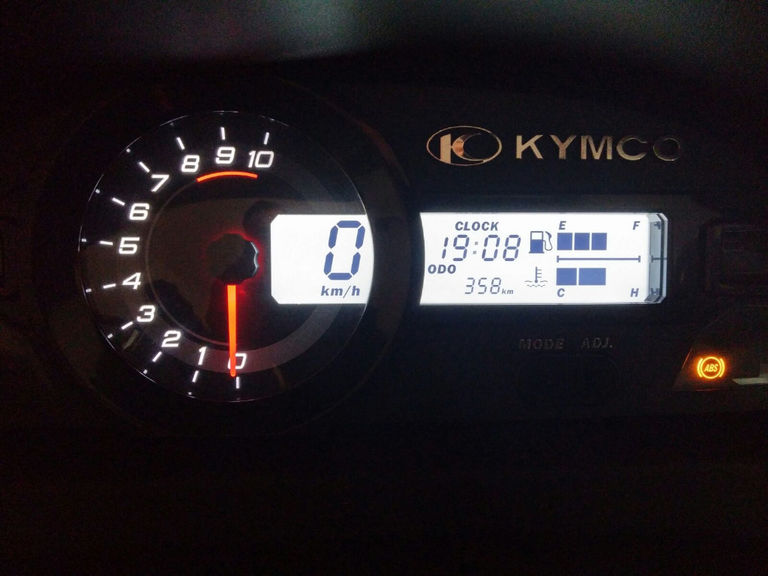 KYMCO
10
9
8
7
6
5
4
3
2
1
0
0
km/h
CLOCK
19:08
ODO
358 km
E F
C H
MODE ADJ.
ABS